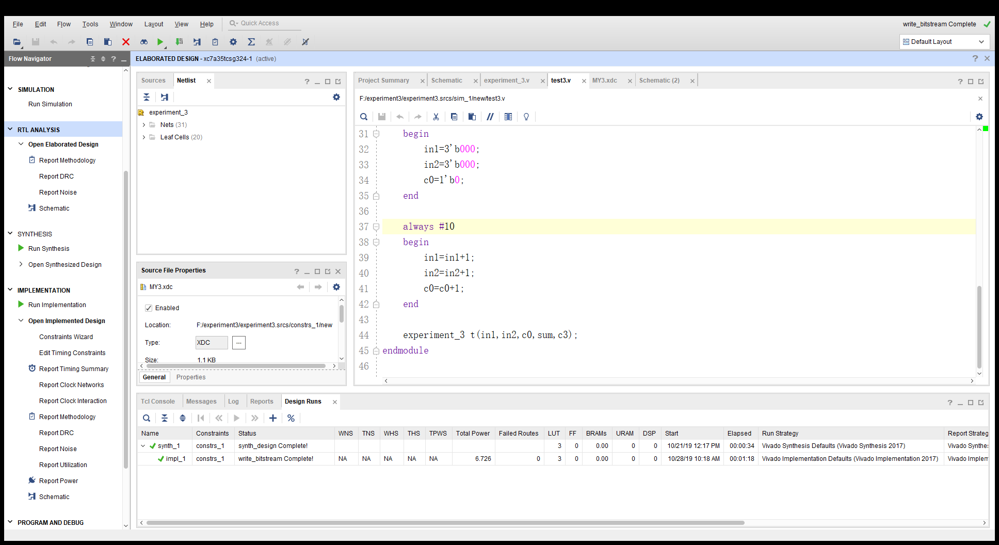 File Edit Flow Tools Window Layout View Help Quick Access write_bitstream Complete
Default Layout
Flow Navigator
ELABORATED DESIGN - xc7a35tcsg324-1 (active)
SIMULATION
Run Simulation
RTL ANALYSIS
Open Elaborated Design
Report Methodology
Report DRC
Report Noise
Schematic
SYNTHESIS
Run Synthesis
Open Synthesized Design
IMPLEMENTATION
Run Implementation
Open Implemented Design
Constraints Wizard
Edit Timing Constraints
Report Timing Summary
Report Clock Networks
Report Clock Interaction
Report Methodology
Report DRC
Report Noise
Report Utilization
Report Power
Schematic
PROGRAM AND DEBUG
Sources Netlist
experiment_3
Nets (31)
Leaf Cells (20)
Source File Properties
MY3.xdc
Enabled
Location: F:/experiment3/experiment3.srcs/constrs_1/new
Type: XDC ...
Size: 1.1 KB
General Properties
Project Summary Schematic experiment_3.v test3.v MY3.xdc Schematic (2)
F:/experiment3/experiment3.srcs/sim_1/new/test3.v
31 begin
32 in1=3'b000;
33 in2=3'b000;
34 c0=1'b0;
35 end
36
37 always #10
38 begin
39 in1=in1+1;
40 in2=in2+1;
41 c0=c0+1;
42 end
43
44 experiment_3 t(in1,in2,c0,sum,c3);
45 endmodule
46
Tcl Console Messages Log Reports Design Runs
Name Constraints Status WNS TNS WHS THS TPWS Total Power Failed Routes LUT FF BRAMs URAM DSP Start Elapsed Run Strategy Report Strateg
synth_1 constrs_1 synth_design Complete! 3 0 0.00 0 0 10/21/19 12:17 PM 00:00:34 Vivado Synthesis Defaults (Vivado Synthesis 2017) Vivado Synthe
impl_1 constrs_1 write_bitstream Complete! NA NA NA NA NA 6.726 0 3 0 0.00 0 0 10/28/19 10:18 AM 00:01:18 Vivado Implementation Defaults (Vivado Implementation 2017) Vivado Implem